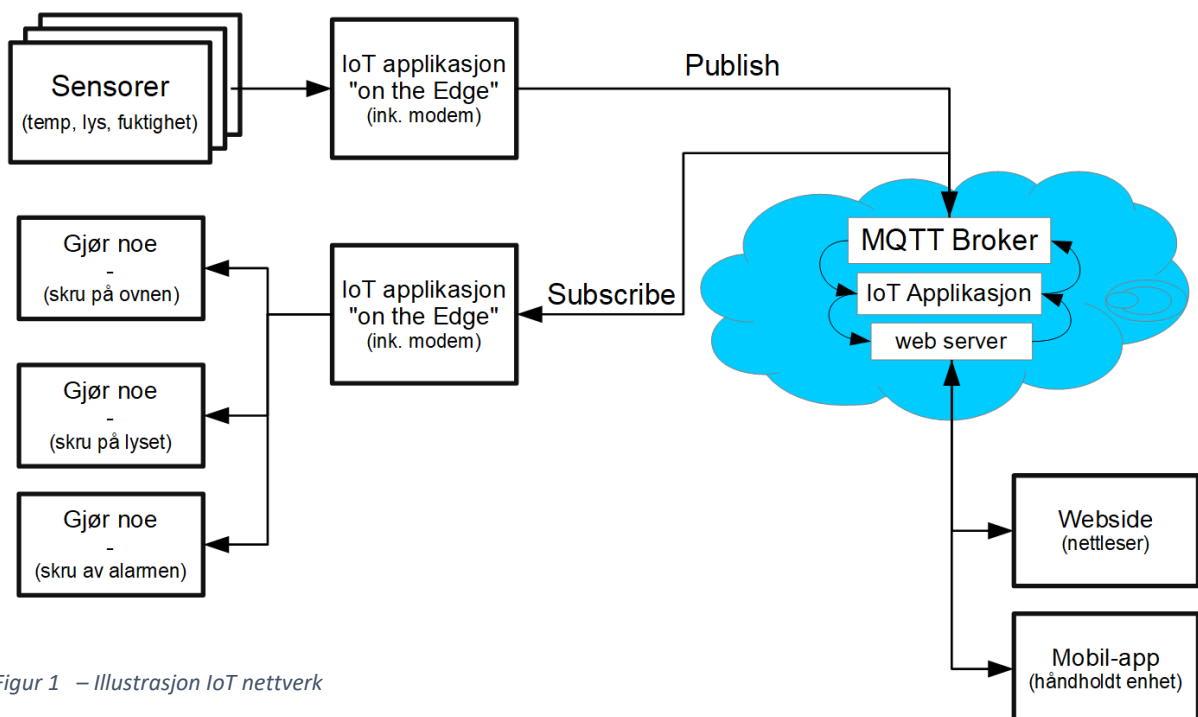 Sensorer
(temp, lys, fuktighet)
IoT applikasjon
"on the Edge"
(ink. modem)
Publish
Gjør noe
-
(skru på ovnen)
IoT applikasjon
"on the Edge"
(ink. modem)
Subscribe
MQTT Broker
IoT Applikasjon
web server
Gjør noe
-
(skru på lyset)
Gjør noe
-
(skru av alarmen)
Webside
(nettleser)
Mobil-app
(håndholdt enhet)
Figur 1 – Illustrasjon IoT nettverk